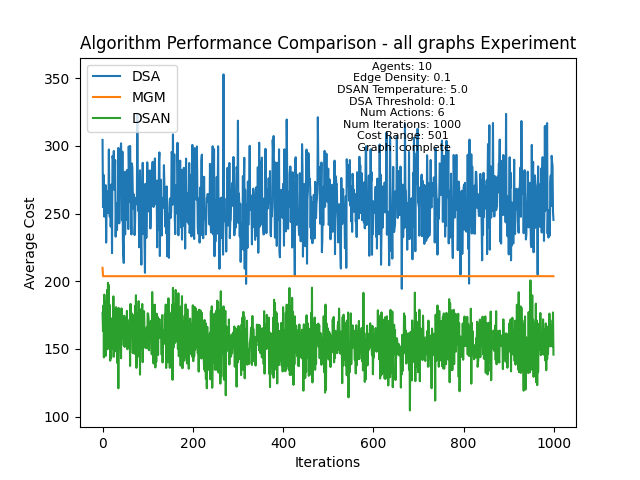 Algorithm Performance Comparison - all graphs Experiment
DSA
MGM
DSAN
Agents: 10
Edge Density: 0.1
DSAN Temperature: 5.0
DSA Threshold: 0.1
Num Actions: 6
Num Iterations: 1000
Cost Range: 501
Graph: complete
350
300
250
200
150
100
Average Cost
0 200 400 600 800 1000
Iterations